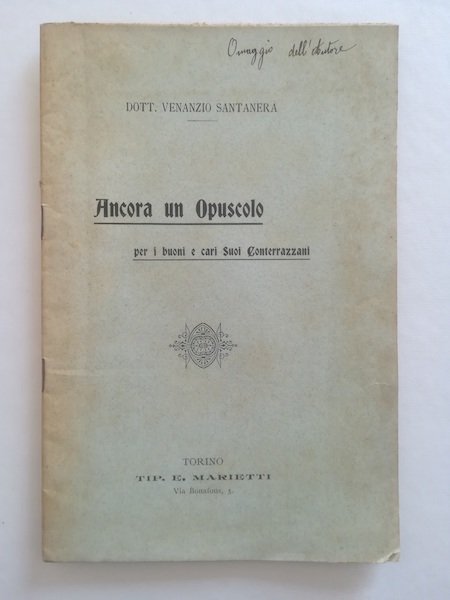 Omaggio dell'Autore
DOTT. VENANZIO SANTANERA
Ancora un Opuscolo
per i buoni e cari Suoi Conterrazzani
TORINO
TIP. E. MARIETTI
Via Bonafous, 3.